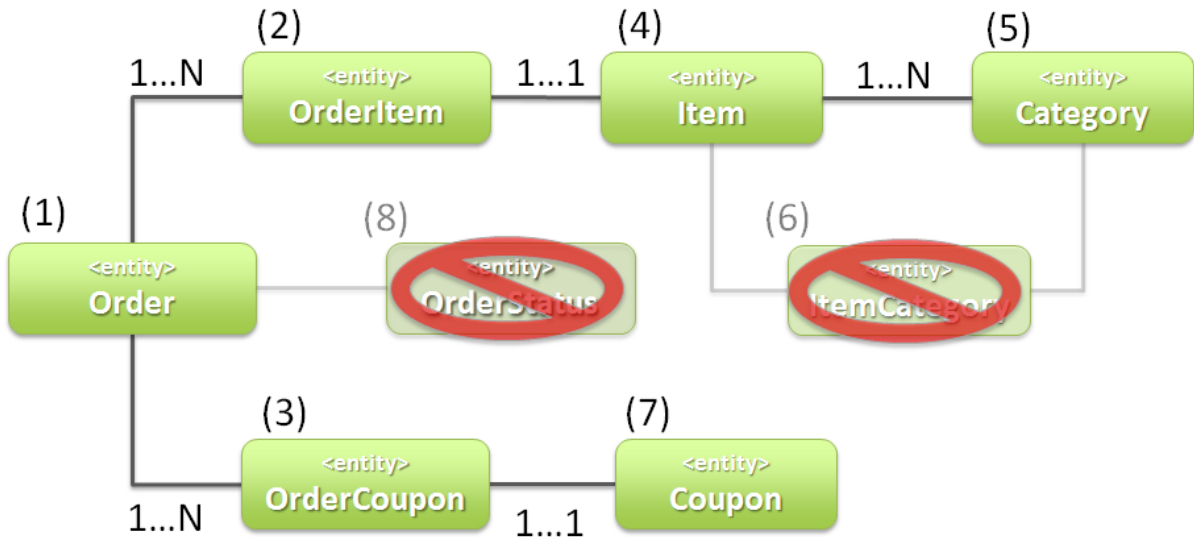 (2)
(4)
(5)
1...N
<entity>
OrderItem
1...1
<entity>
Item
1...N
<entity>
Category
(1)
(8)
(6)
<entity>
Order
<entity>
OrderStatus
<entity>
ItemCategory
(3)
(7)
<entity>
OrderCoupon
<entity>
Coupon
1...N
1...1